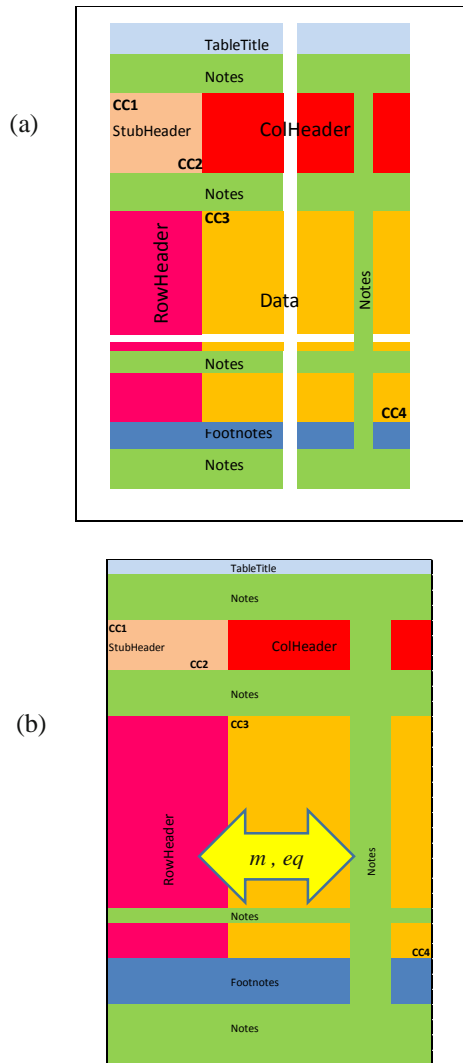 (a)
TableTitle
Notes
CC1
StubHeader
ColHeader
CC2
Notes
CC3
RowHeader
Data
Notes
Notes
CC4
Footnotes
Notes
(b)
TableTitle
Notes
CC1
StubHeader
ColHeader
CC2
Notes
CC3
RowHeader
m , eq
Notes
Notes
CC4
Footnotes
Notes